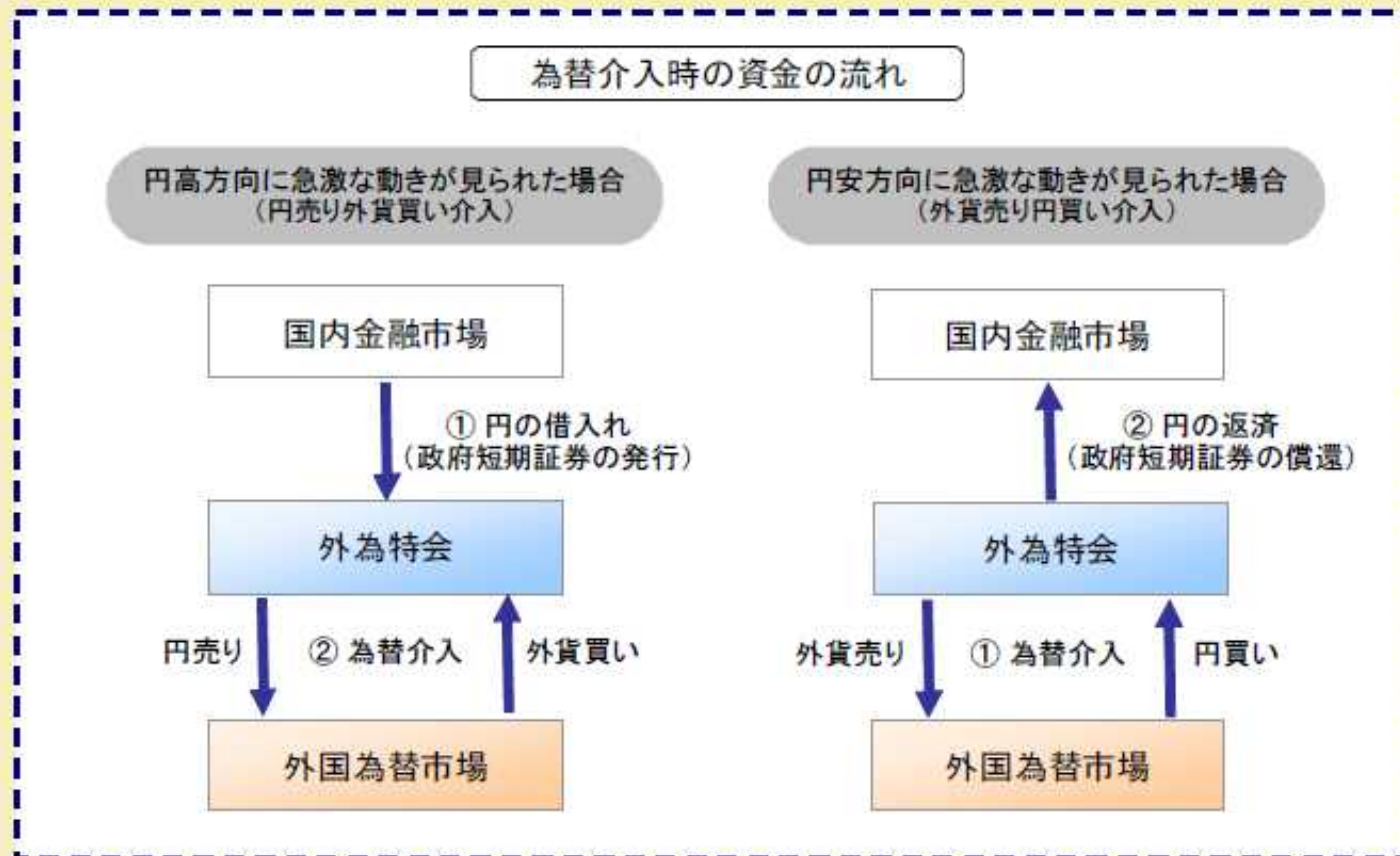 為替介入時の資金の流れ
円高方向に急激な動きが見られた場合
（円売り外貨買い介入）
国内金融市場
① 円の借入れ
（政府短期証券の発行）
外為特会
円売り
② 為替介入
外貨買い
外国為替市場
円安方向に急激な動きが見られた場合
（外貨売り円買い介入）
国内金融市場
② 円の返済
（政府短期証券の償還）
外為特会
外貨売り
① 為替介入
円買い
外国為替市場